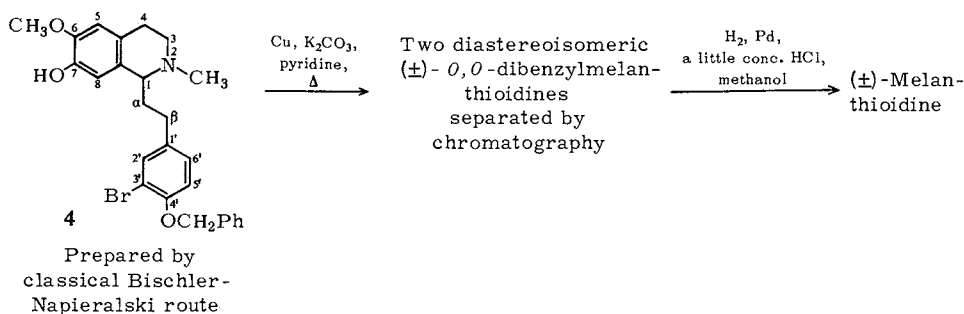 CH₃O
HO
5
4
6
3
7
2
N
8
1
CH₃
α
β
1'
2'
6'
3'
5'
4'
Br
OCH₂Ph
4
Prepared by
classical Bischler-
Napieralski route
Cu, K₂CO₃,
pyridine,
Δ
Two diastereoisomeric
(±)- O,O-dibenzylmelan-
thioidines
separated by
chromatography
H₂, Pd,
a little conc. HCl,
methanol
(±)-Melan-
thioidine